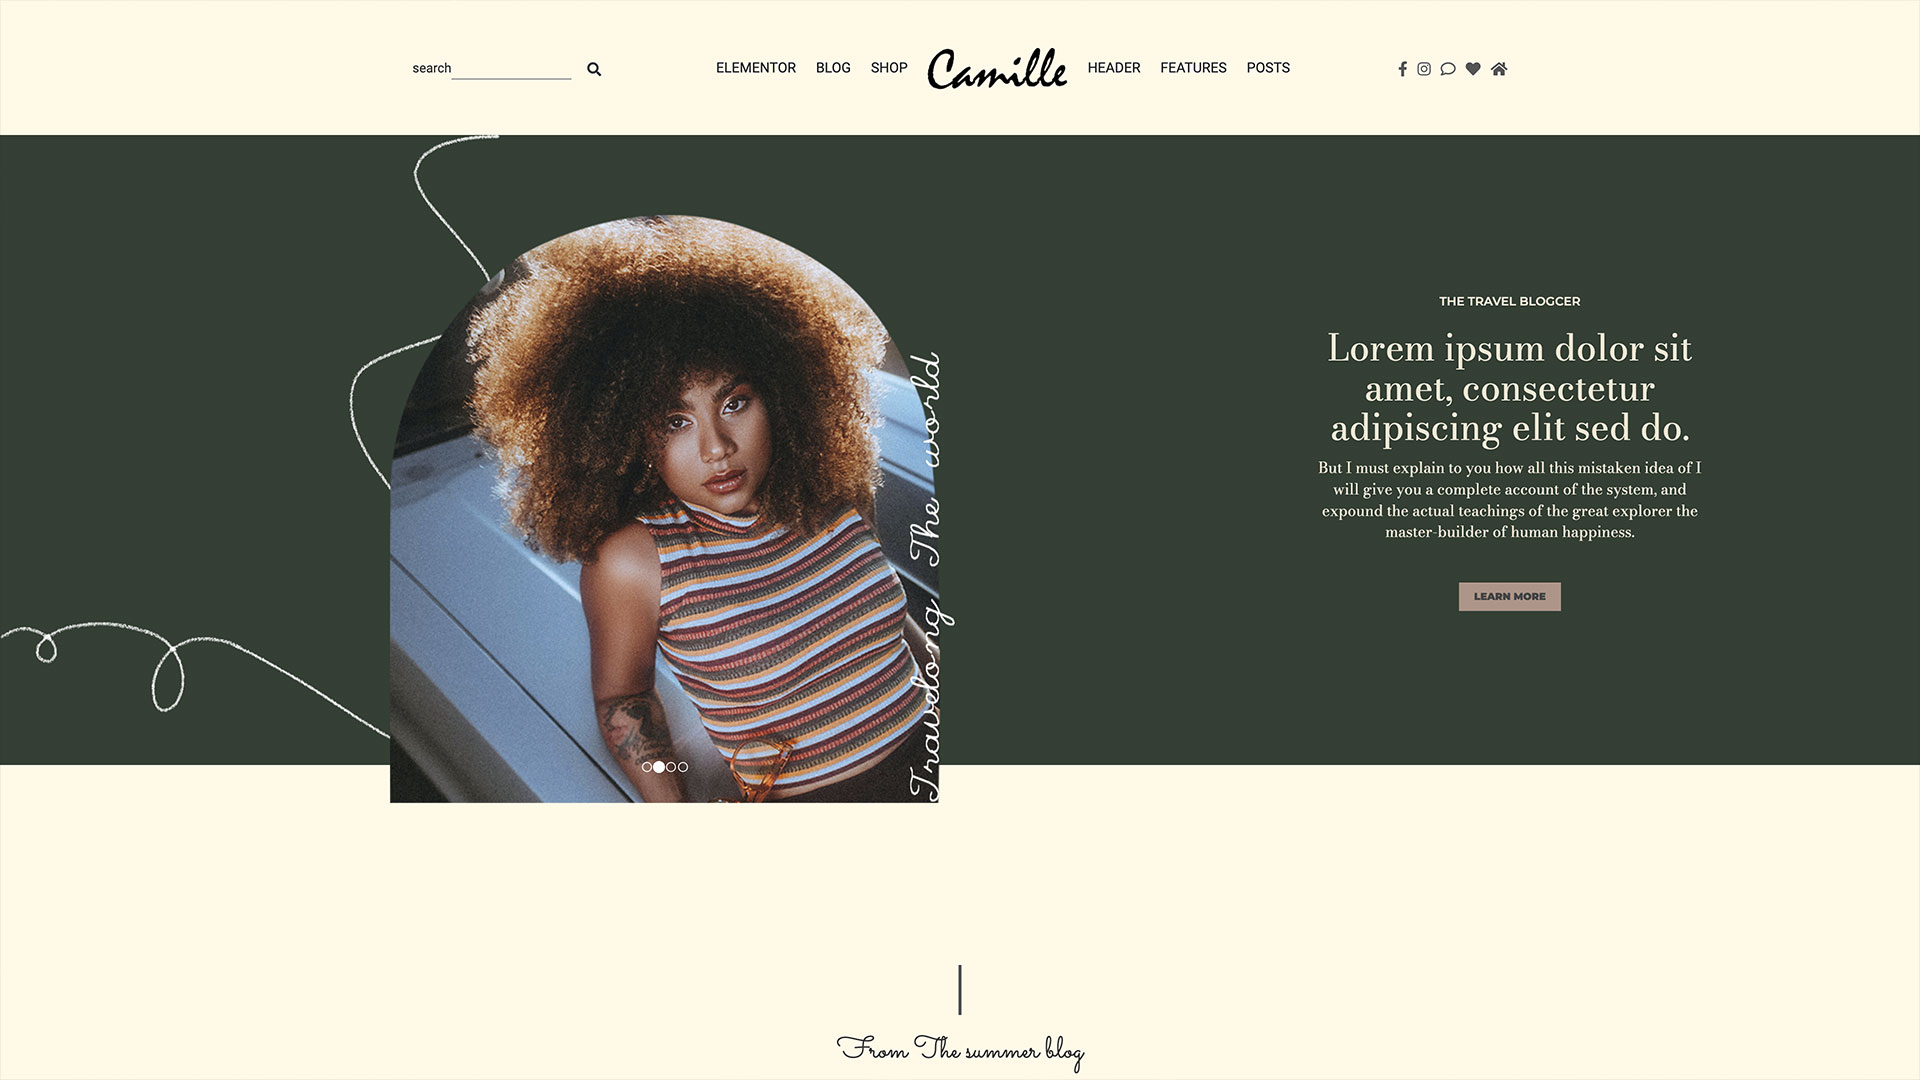 search
ELEMENTOR BLOG SHOP Camille HEADER FEATURES POSTS
THE TRAVEL BLOGCER
Lorem ipsum dolor sit
amet, consectetur
adipiscing elit sed do.
But I must explain to you how all this mistaken idea of I
will give you a complete account of the system, and
expound the actual teachings of the great explorer the
master-builder of human happiness.
LEARN MORE
Travelong The world
From The summer blog